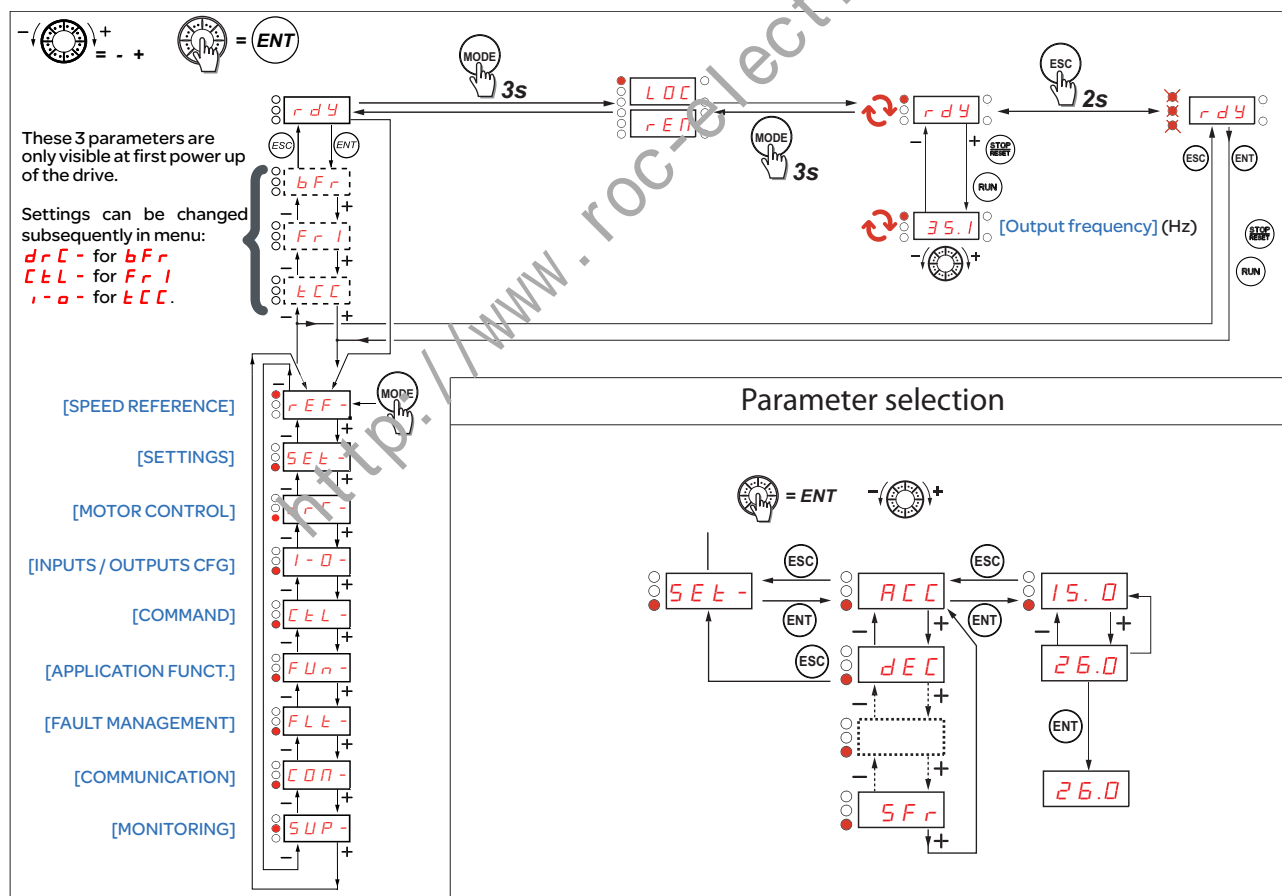 - +
= - +
= ENT
MODE
3s
LOC
rEM
MODE
3s
ESC
2s
rdY
rdY
rdY
ESC
ENT
- +
STOP
RESET
RUN
ESC
ENT
STOP
RESET
RUN
These 3 parameters are
only visible at first power up
of the drive.
Settings can be changed
subsequently in menu:
drC - for bFr
CtL - for Fr1
i-o- for tCC.
bFr
- +
Fr1
- +
tCC
- +
35.1
[Output frequency] (Hz)
- +
http://www.roc-elect
[SPEED REFERENCE]
rEF-
MODE
- +
[SETTINGS]
SEt-
- +
[MOTOR CONTROL]
rC-
- +
[INPUTS / OUTPUTS CFG]
I-O-
- +
[COMMAND]
CtL-
- +
[APPLICATION FUNCT.]
FUn-
- +
[FAULT MANAGEMENT]
FLt-
- +
[COMMUNICATION]
COM-
- +
[MONITORING]
SUP-
- +
Parameter selection
= ENT
- +
SEt-
ESC
ENT
ACC
ESC
ENT
15.0
- +
ESC
dEC
- +
26.0
- +
ENT
SFr
+
26.0